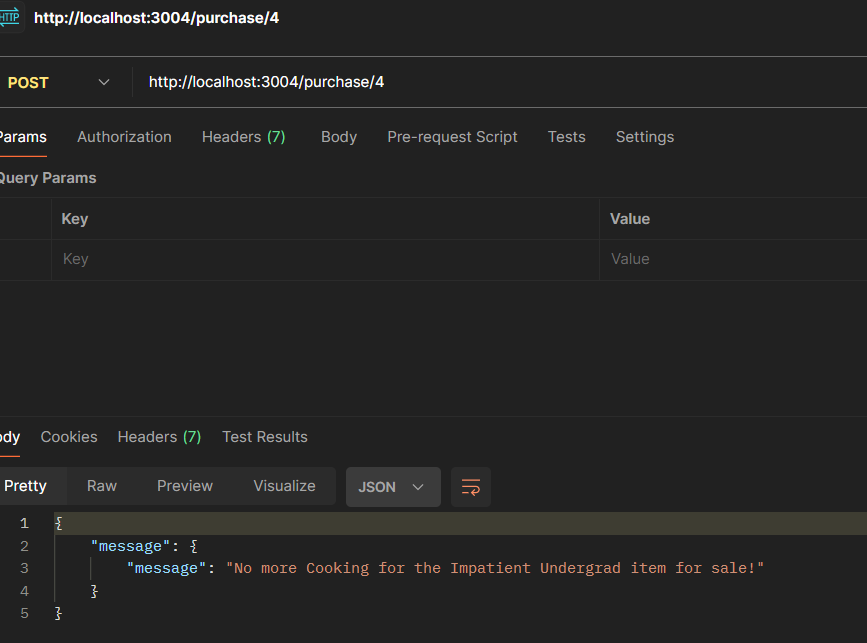 HTTP http://localhost:3004/purchase/4
POST http://localhost:3004/purchase/4
Params Authorization Headers (7) Body Pre-request Script Tests Settings
Query Params
Key Value
Key Value
ody Cookies Headers (7) Test Results
Pretty Raw Preview Visualize JSON
1 {
2 "message": {
3 "message": "No more Cooking for the Impatient Undergrad item for sale!"
4 }
5 }